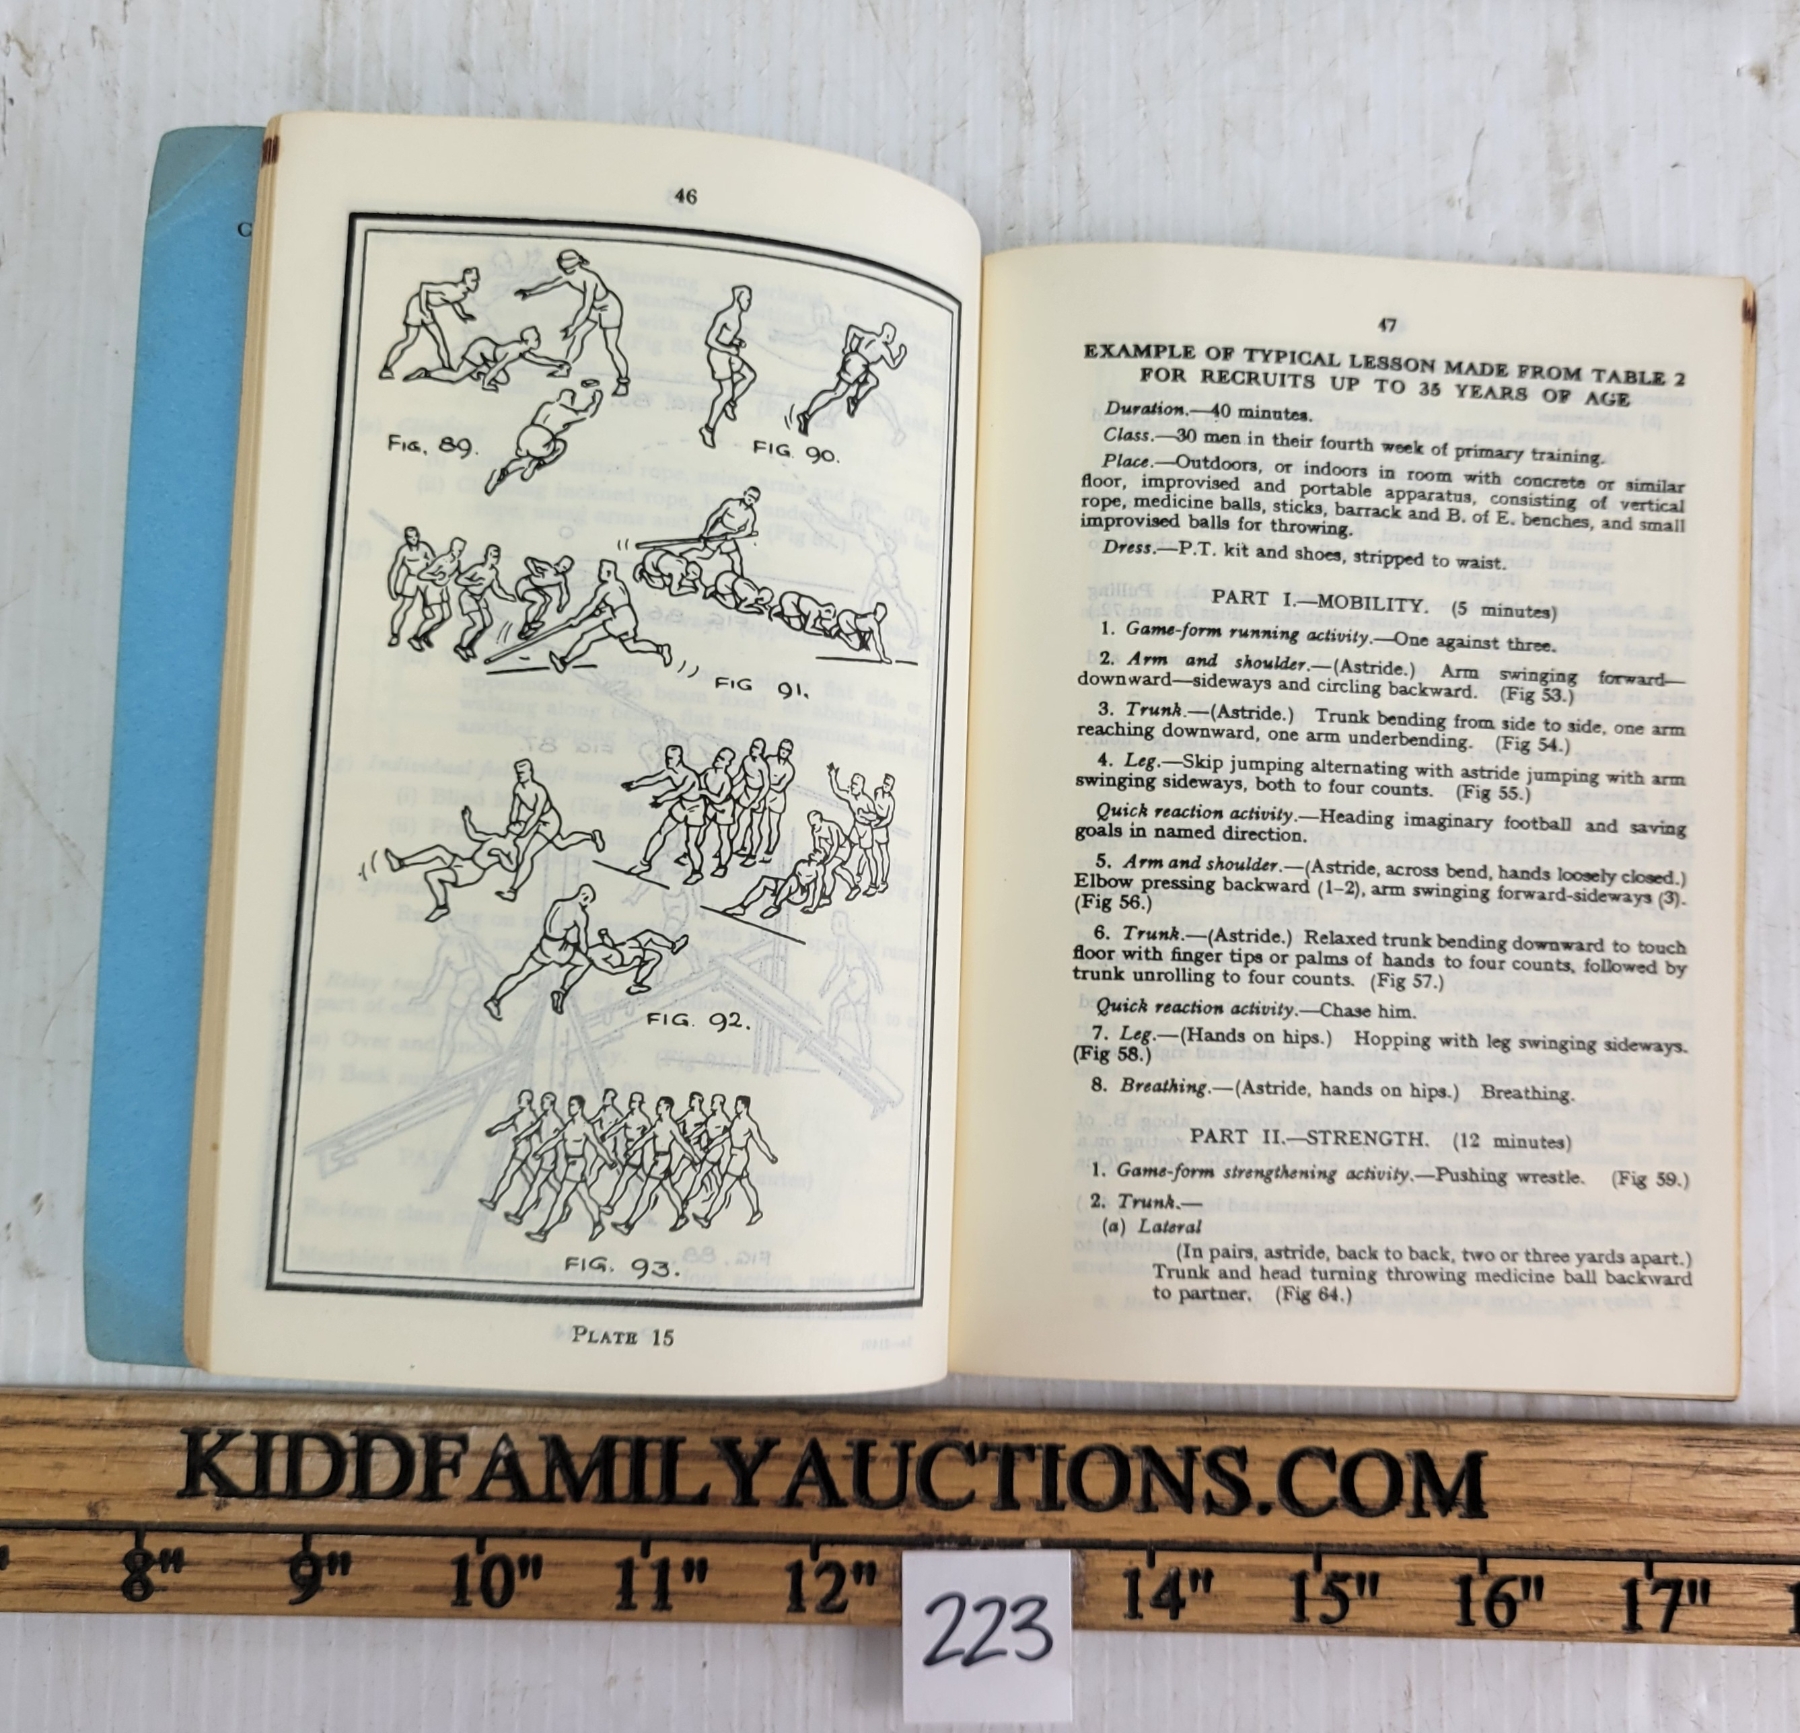 C
46
FIG. 89.
FIG. 90.
FIG 91.
FIG. 92.
FIG. 93.
PLATE 15
47
EXAMPLE OF TYPICAL LESSON MADE FROM TABLE 2
FOR RECRUITS UP TO 35 YEARS OF AGE
Duration.—40 minutes.
Class.—30 men in their fourth week of primary training.
Place.—Outdoors, or indoors in room with concrete or similar
floor, improvised and portable apparatus, consisting of vertical
rope, medicine balls, sticks, barrack and B. of E. benches, and small
improvised balls for throwing.
Dress.—P.T. kit and shoes, stripped to waist.
PART I.—MOBILITY. (5 minutes)
1. Game-form running activity.—One against three.
2. Arm and shoulder.—(Astride.) Arm swinging forward—
downward—sideways and circling backward. (Fig 53.)
3. Trunk.—(Astride.) Trunk bending from side to side, one arm
reaching downward, one arm underbending. (Fig 54.)
4. Leg.—Skip jumping alternating with astride jumping with arm
swinging sideways, both to four counts. (Fig 55.)
Quick reaction activity.—Heading imaginary football and saving
goals in named direction.
5. Arm and shoulder.—(Astride, across bend, hands loosely closed.)
Elbow pressing backward (1-2), arm swinging forward-sideways (3).
(Fig 56.)
6. Trunk.—(Astride.) Relaxed trunk bending downward to touch
floor with finger tips or palms of hands to four counts, followed by
trunk unrolling to four counts. (Fig 57.)
Quick reaction activity.—Chase him.
7. Leg.—(Hands on hips.) Hopping with leg swinging sideways.
(Fig 58.)
8. Breathing.—(Astride, hands on hips.) Breathing.
PART II.—STRENGTH. (12 minutes)
1. Game-form strengthening activity.—Pushing wrestle. (Fig 59.)
2. Trunk.—
(a) Lateral
(In pairs, astride, back to back, two or three yards apart.)
Trunk and head turning throwing medicine ball backward
to partner. (Fig 64.)
KIDDFAMILYAUCTIONS.COM
8" 9" 10" 11" 12" 14" 15" 16" 17"
223